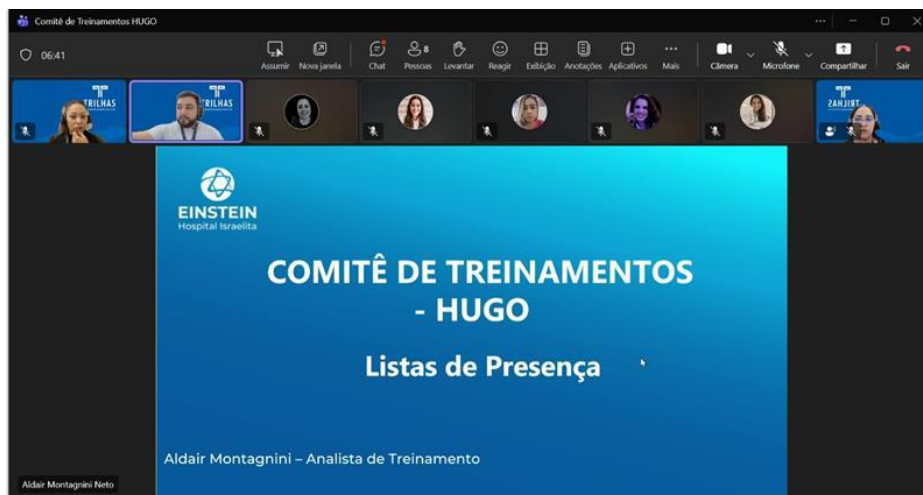 Comitê de Treinamentos HUGO
06:41
Assumir Nova janela Chat 8 Pessoas Levantar Reagir Exibição Anotações Aplicativos Mais Câmera Microfone Compartilhar Sair
TRILHAS TRILHAS TRILHAS
EINSTEIN
Hospital Israelita
COMITÊ DE TREINAMENTOS
- HUGO
Listas de Presença
Aldair Montagnini – Analista de Treinamento
Aldair Montagnini Neto